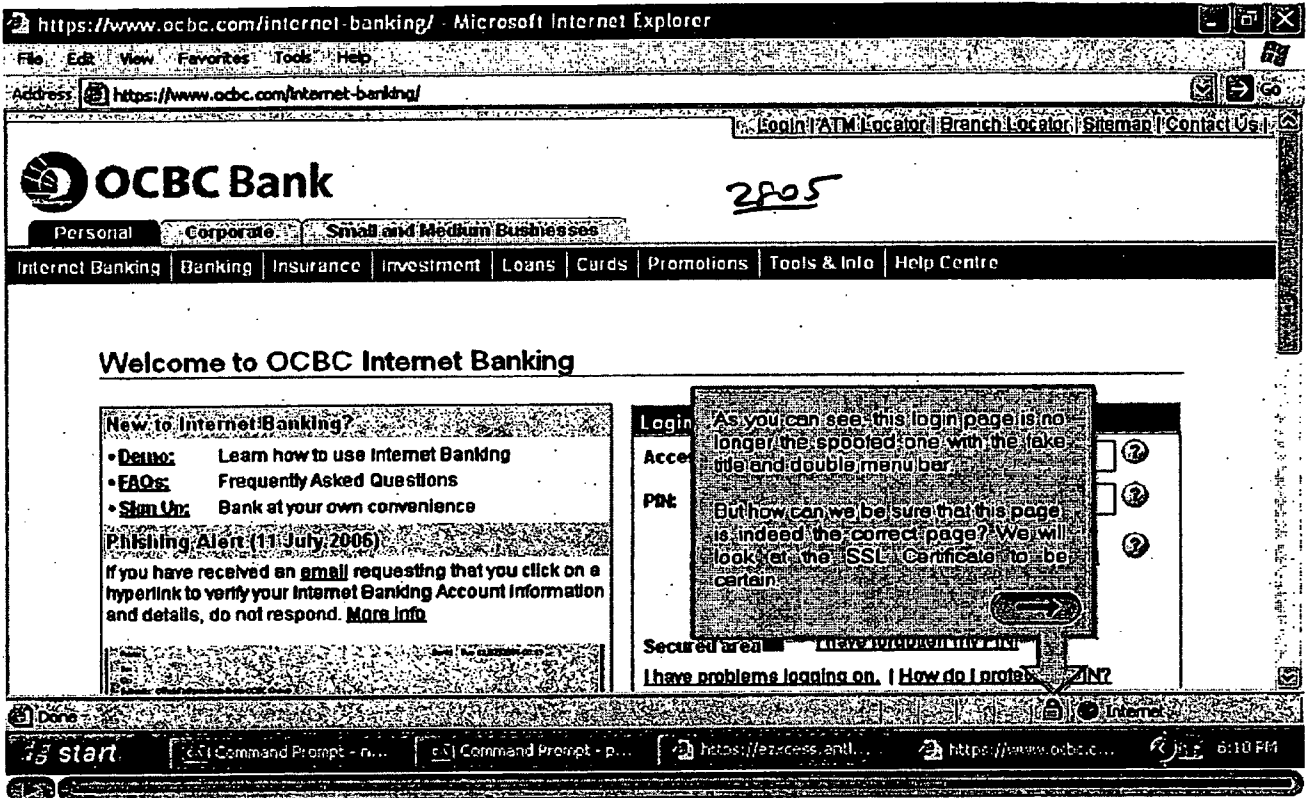 https://www.ocbc.com/internet-banking/ - Microsoft Internet Explorer
File Edit View Favorites Tools Help
Address https://www.ocbc.com/internet-banking/ Go
Login | ATM Locator | Branch Locator | Sitemap | Contact Us |
OCBC Bank
2805
Personal Corporate Small and Medium Businesses
Internet Banking | Banking | Insurance | Investment | Loans | Cards | Promotions | Tools & Info | Help Centre
Welcome to OCBC Internet Banking
New to Internet Banking?
• Demo: Learn how to use Internet Banking
• FAQs: Frequently Asked Questions
• Sign Up: Bank at your own convenience
Phishing Alert (11 July 2006)
If you have received an email requesting that you click on a
hyperlink to verify your Internet Banking Account Information
and details, do not respond. More Info
Login
Acce
PIN:
As you can see, this login page is no
longer the spoofed one with the fake
title and double menu bar.
But how can we be sure that this page
is indeed the correct page? We will
look at the SSL Certificate to be
certain
Secured area I have forgotten my PIN!
I have problems logging on. | How do I prote IN?
Done Internet
start Command Prompt - n... Command Prompt - p... https://ezxcess.antl... https://www.ocbc.c... 6:10 PM